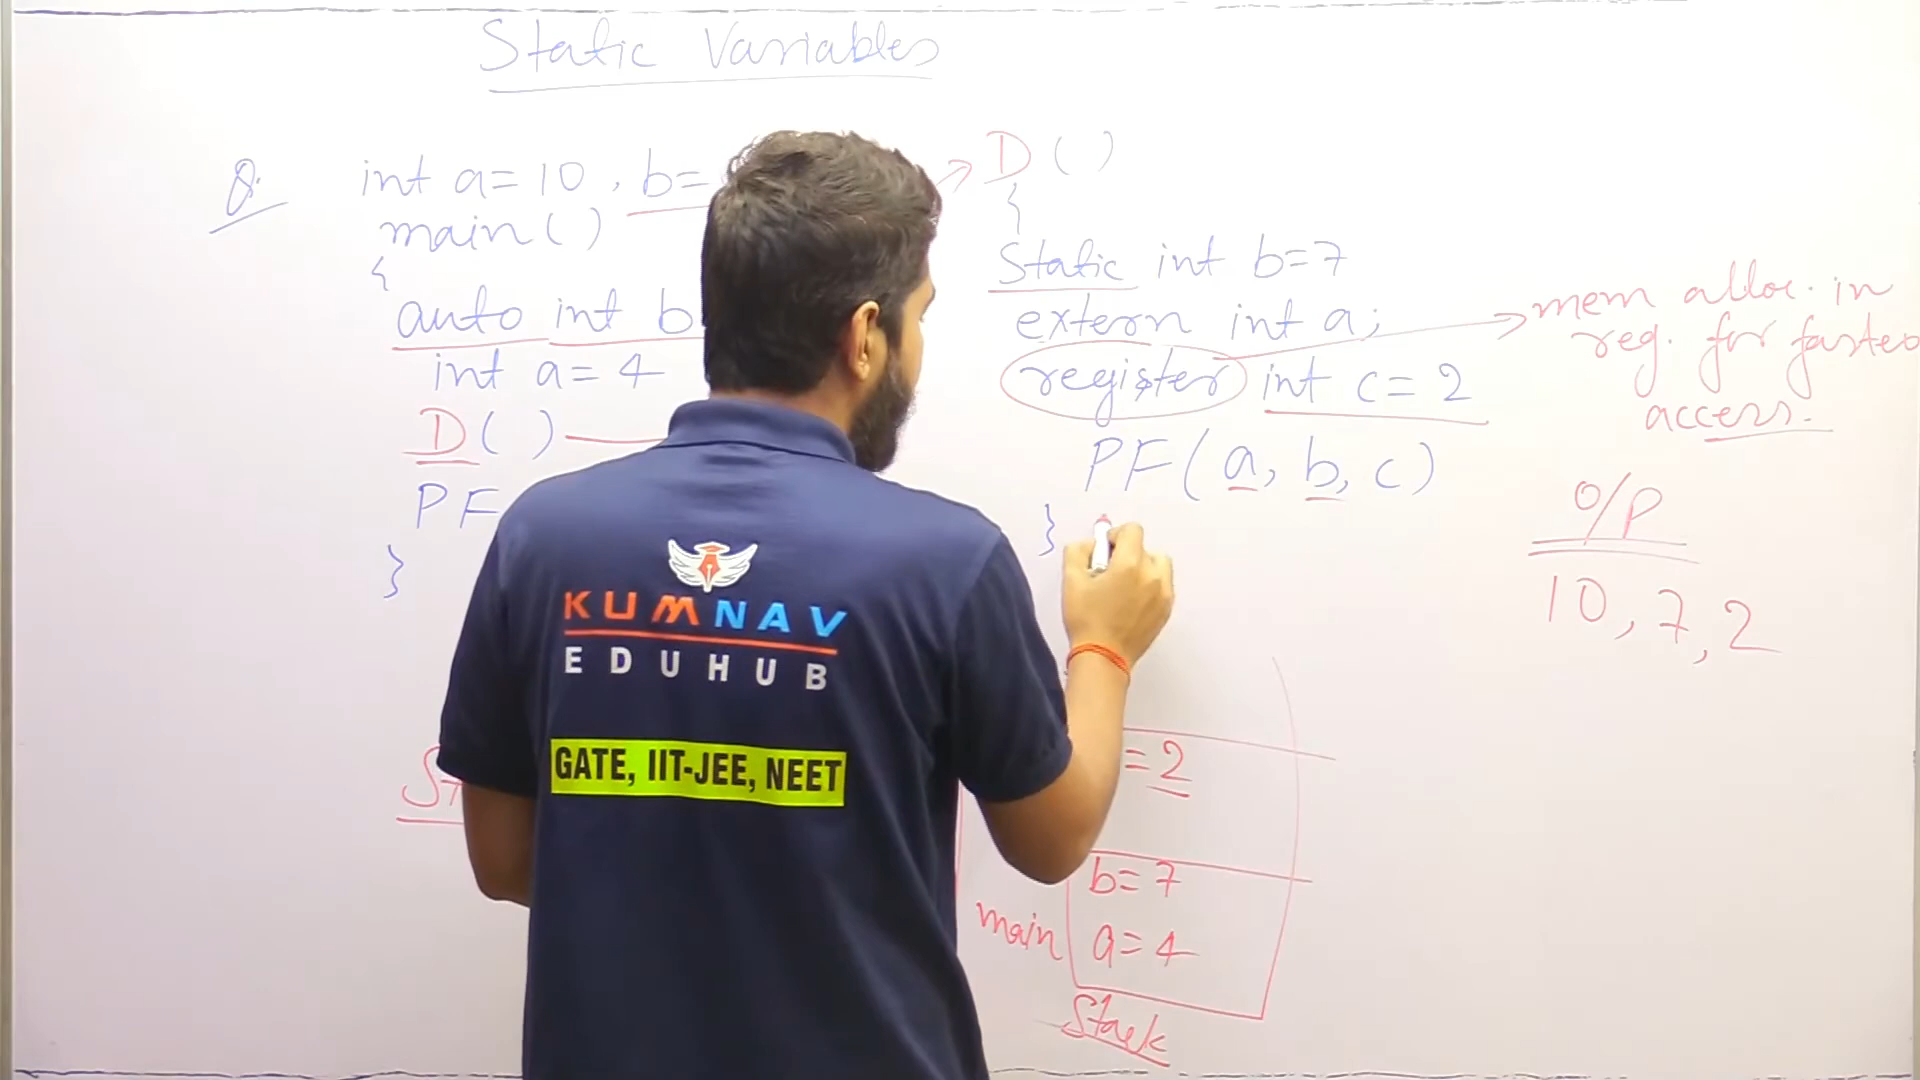 Static Variables
Q. int a=10, b=
main()
{
auto int b
int a=4
D()
PF
}
D()
{
Static int b=7
extern int a;
register int c=2
PF(a, b, c)
}
mem alloc. in
reg. for faster
access.
O/P
10, 7, 2
KUMNAV
EDUHUB
GATE, IIT-JEE, NEET
=2
b=7
main a=4
Stack